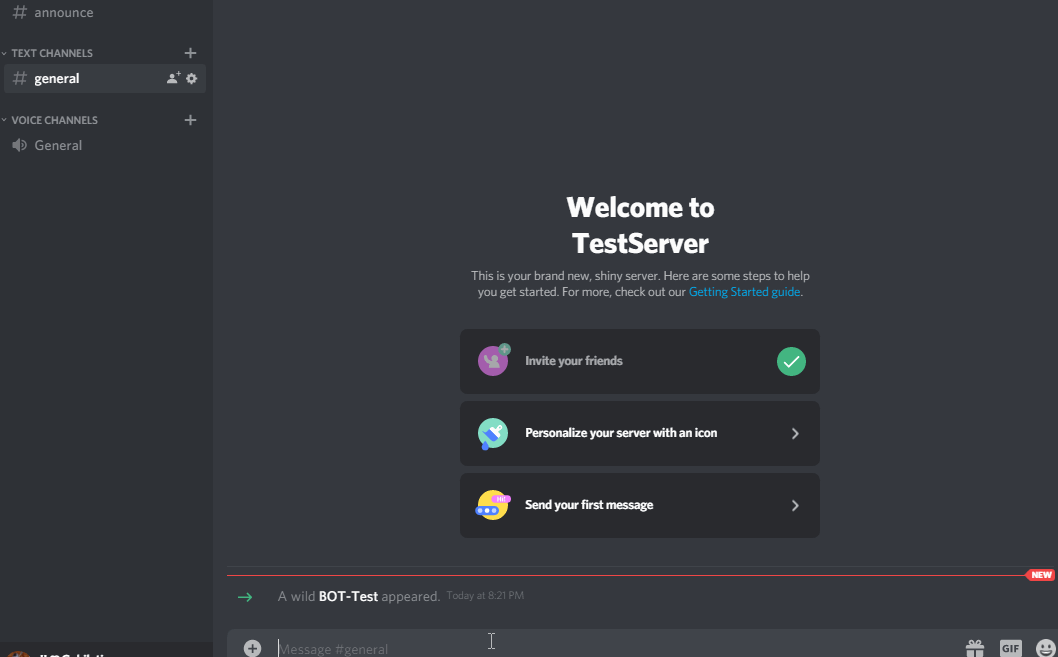 announce
TEXT CHANNELS
general
VOICE CHANNELS
General
Welcome to
TestServer
This is your brand new, shiny server. Here are some steps to help
you get started. For more, check out our Getting Started guide.
Invite your friends
Personalize your server with an icon
HI!
Send your first message
NEW
A wild BOT-Test appeared. Today at 8:21 PM
Message #general
GIF